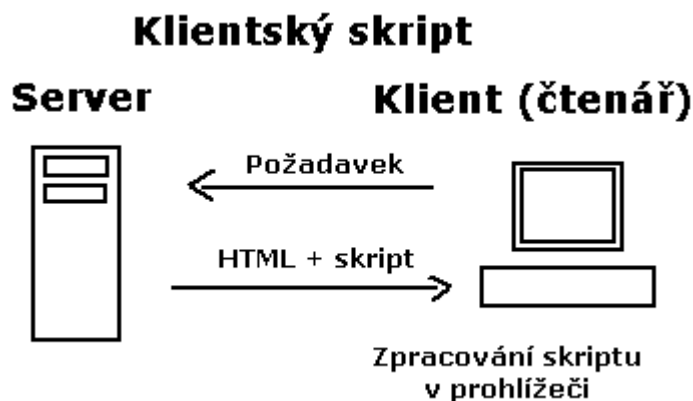 Klientský skript
Server
Klient (čtenář)
Požadavek
HTML + skript
Zpracování skriptu
v prohlížeči